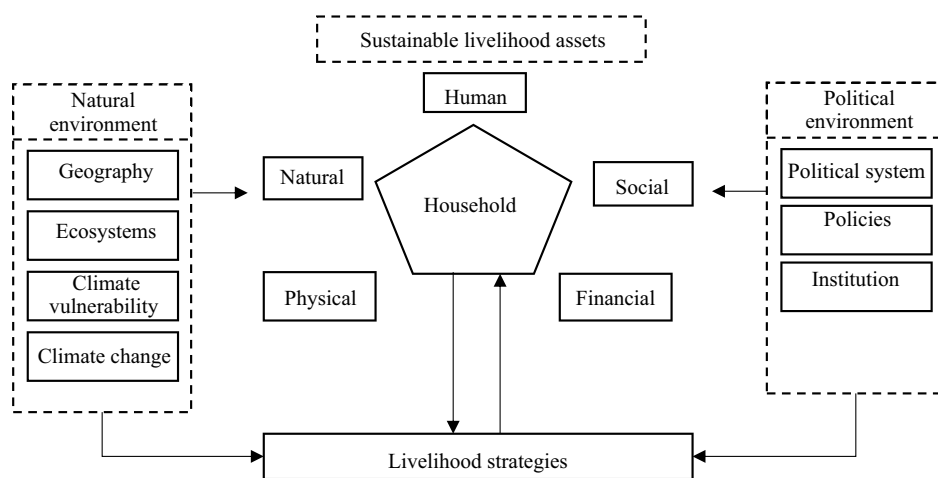 Sustainable livelihood assets
Natural
environment
Geography
Ecosystems
Climate
vulnerability
Climate change
Human
Natural
Household
Social
Physical
Financial
Political
environment
Political system
Policies
Institution
Livelihood strategies